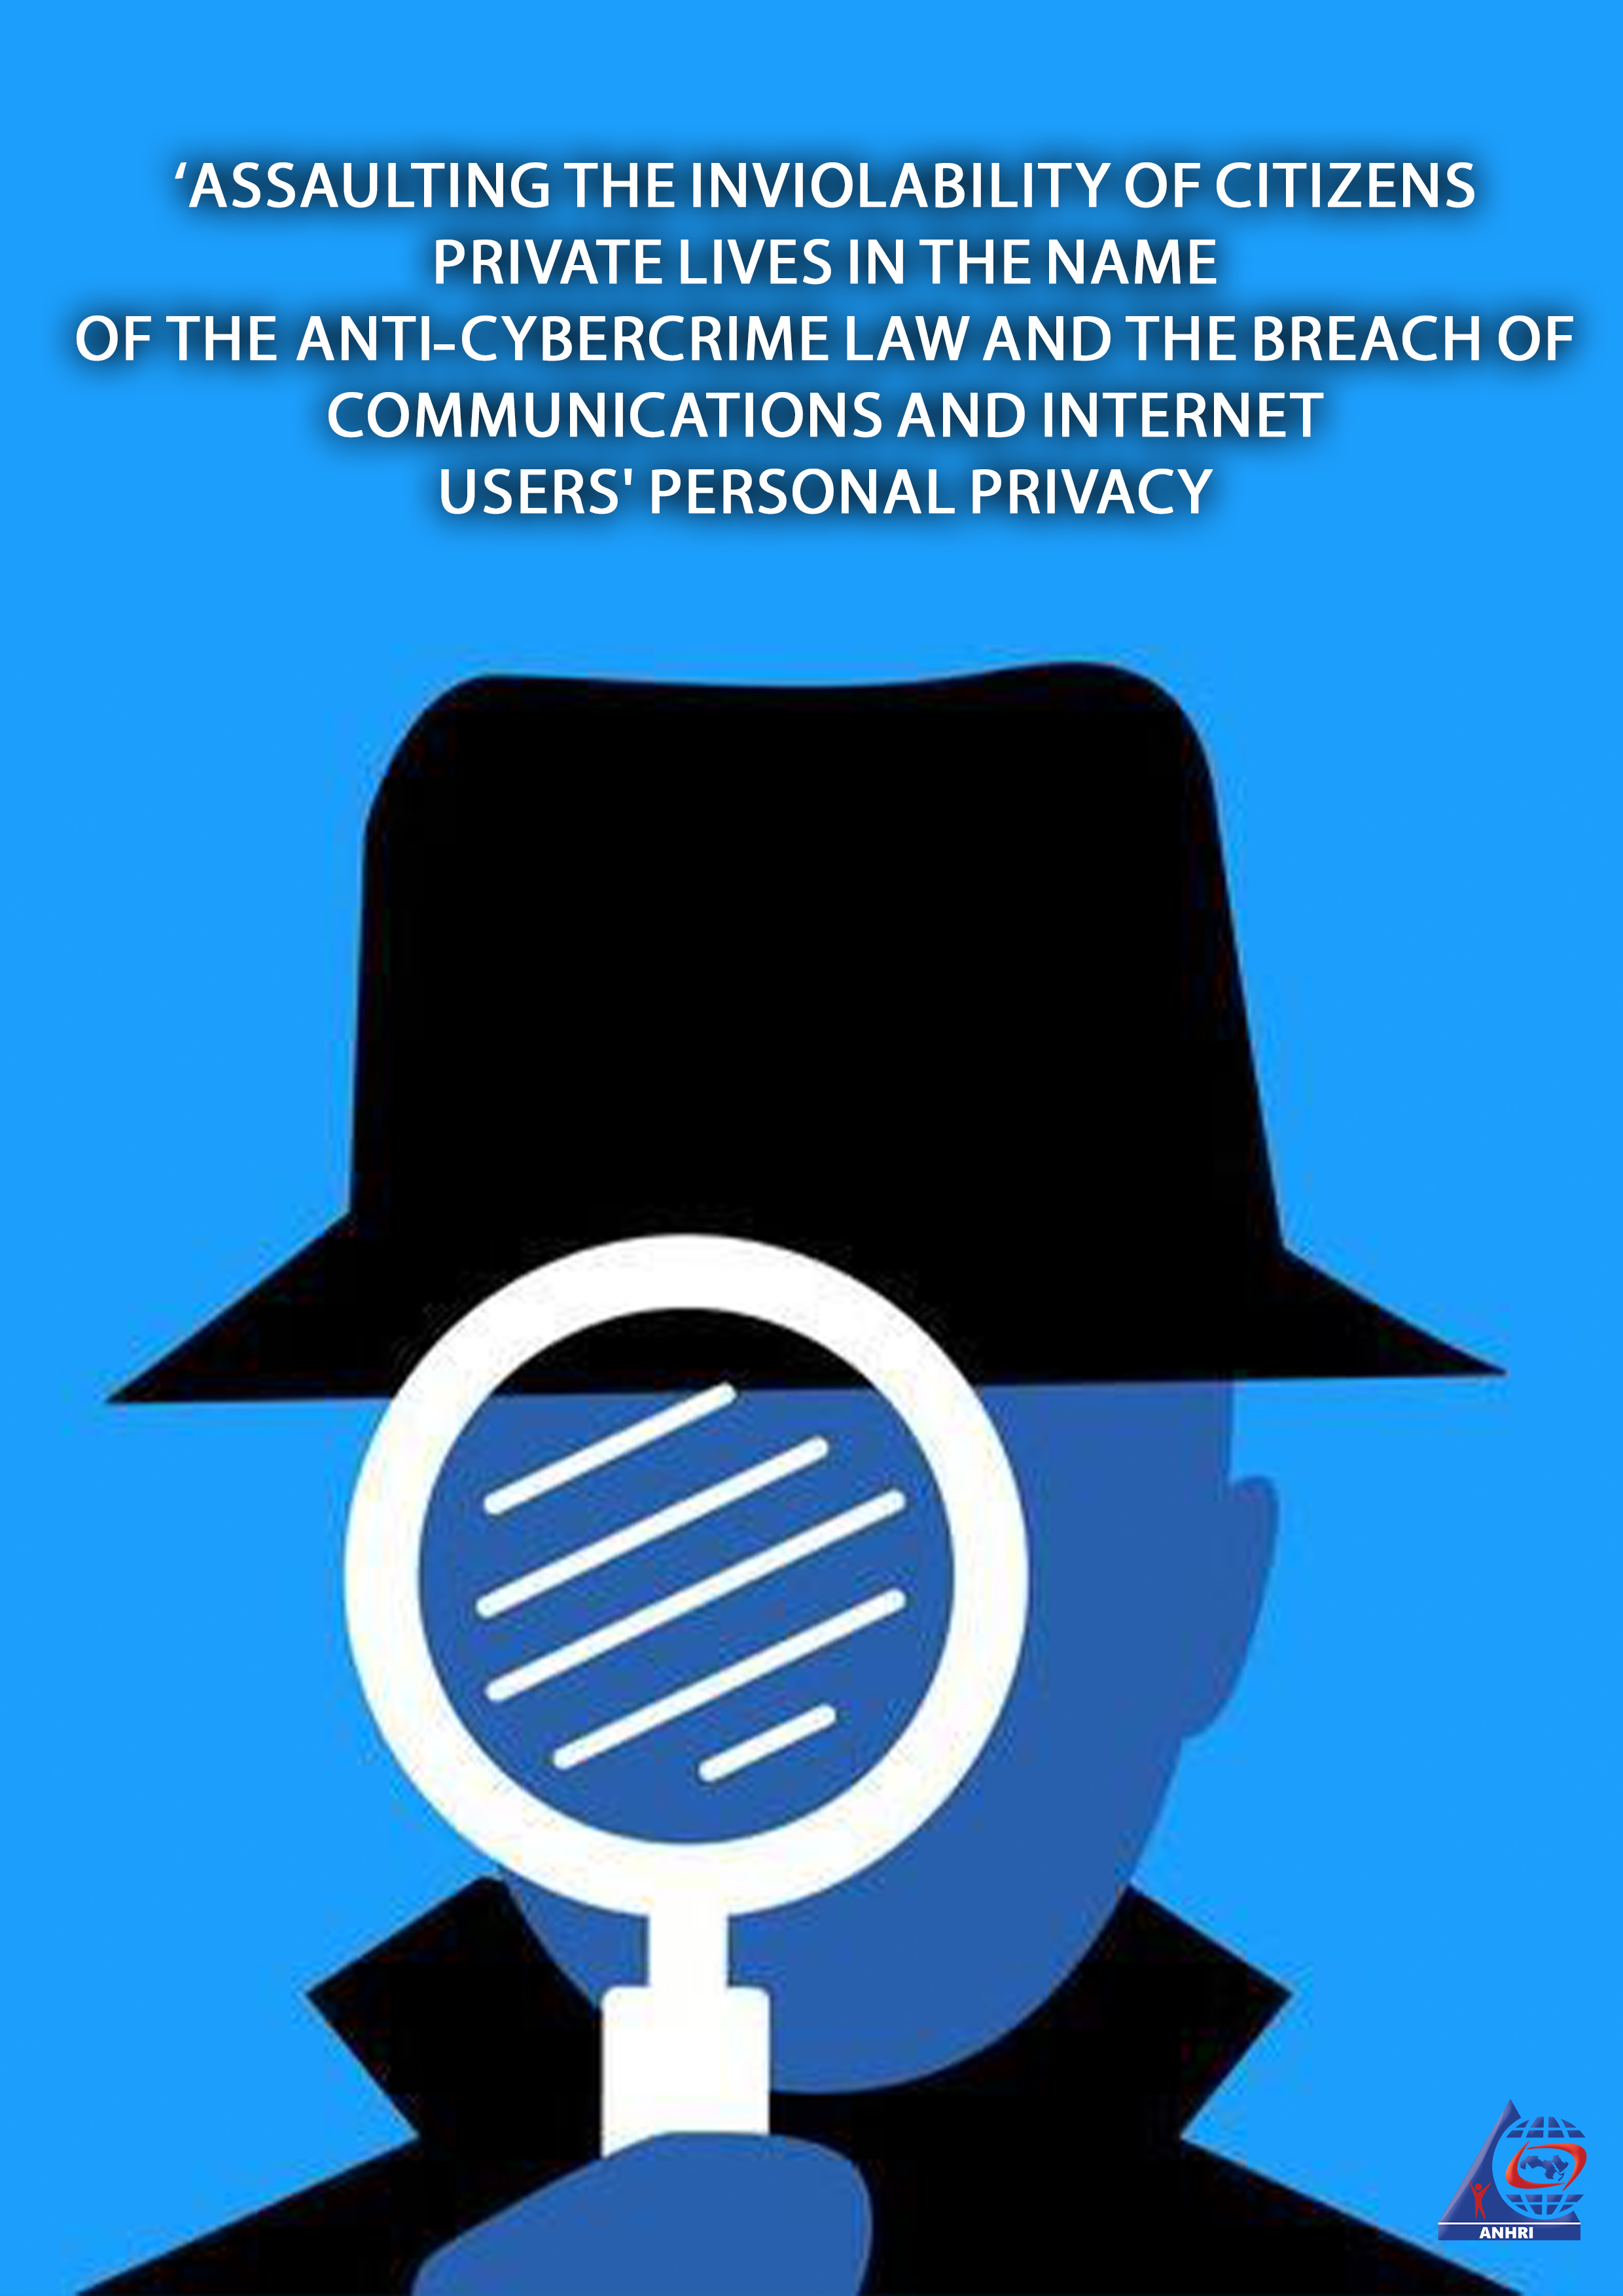 ‘ASSAULTING THE INVIOLABILITY OF CITIZENS
PRIVATE LIVES IN THE NAME
OF THE ANTI-CYBERCRIME LAW AND THE BREACH OF
COMMUNICATIONS AND INTERNET
USERS' PERSONAL PRIVACY
ANHRI